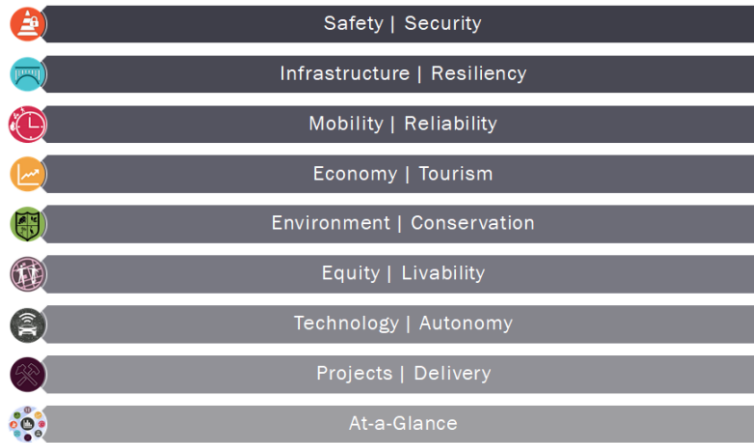 Safety | Security
Infrastructure | Resiliency
Mobility | Reliability
Economy | Tourism
Environment | Conservation
Equity | Livability
Technology | Autonomy
Projects | Delivery
At-a-Glance